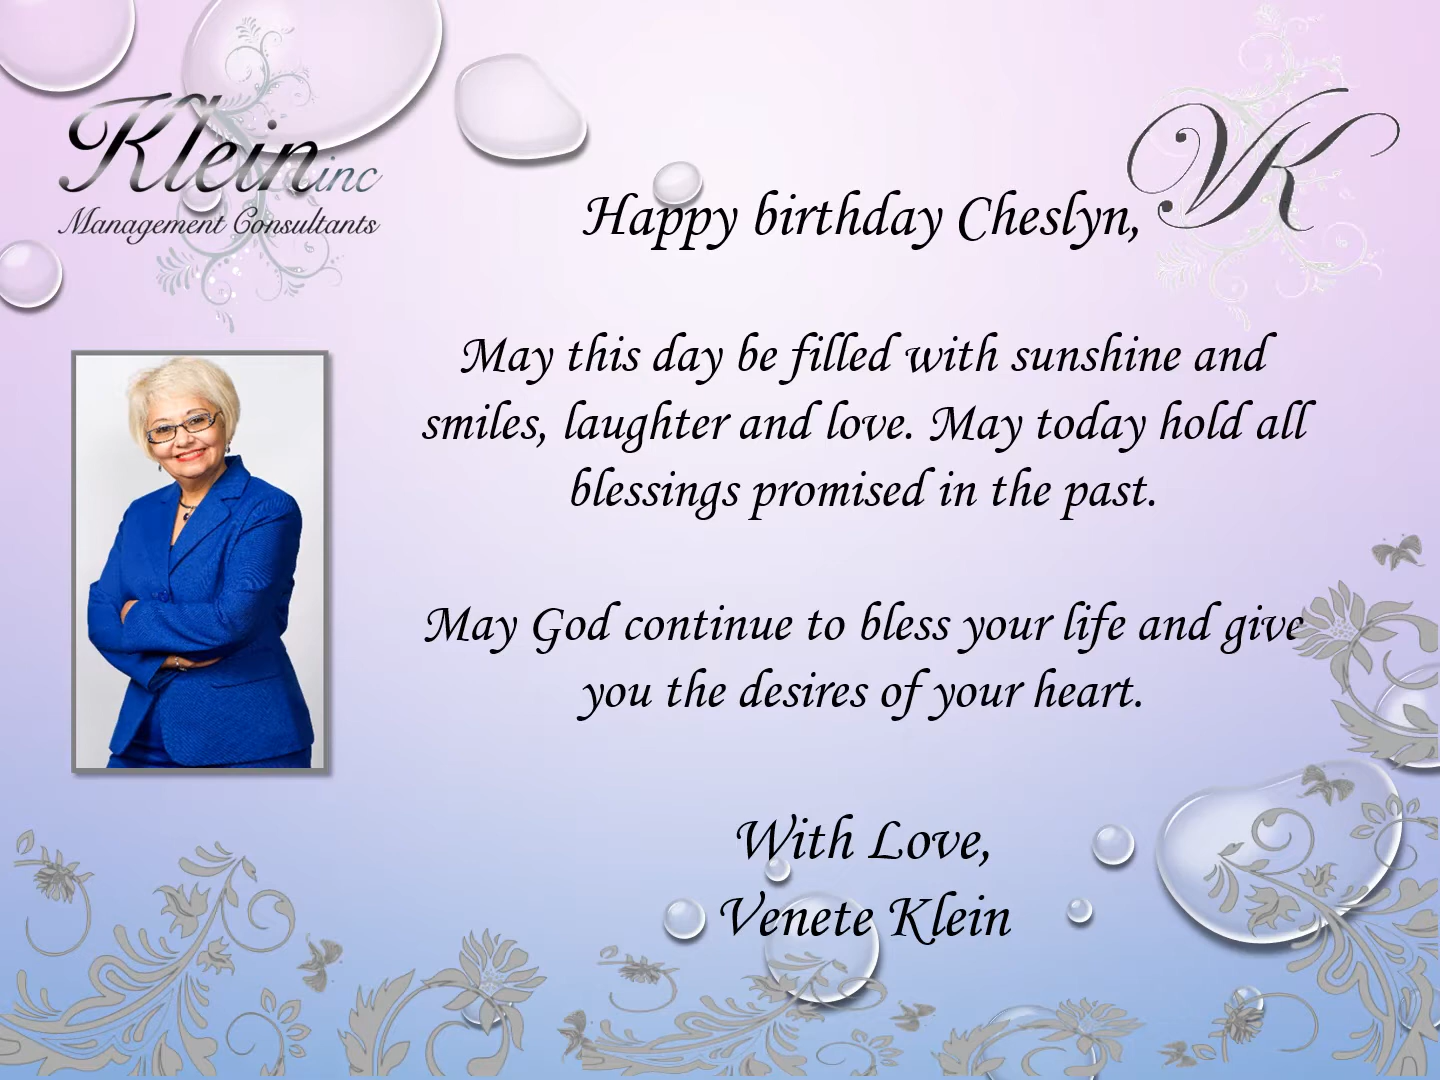 Klein inc
Management Consultants
VK
Happy birthday Cheslyn,
May this day be filled with sunshine and
smiles, laughter and love. May today hold all
blessings promised in the past.
May God continue to bless your life and give
you the desires of your heart.
With Love,
Venete Klein